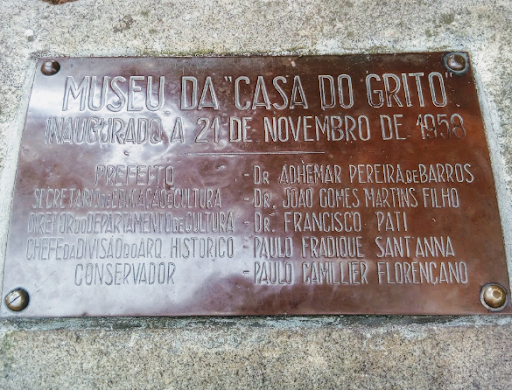 MUSEU DA "CASA DO GRITO"
INAUGURADO A 21 DE NOVEMBRO DE 1958
PREFEITO - DR ADHEMAR PEREIRA DE BARROS
SECRETARIO DE EDUCAÇÃO E CULTURA - DR. JOÃO GOMES MARTINS FILHO
DIRETOR DO DEPARTAMENTO DE CULTURA - DR. FRANCISCO PATI
CHEFE DA DIVISÃO DO ARQ. HISTORICO - PAULO FRADIQUE SANT'ANNA
CONSERVADOR - PAULO CAMILLIER FLORENÇANO